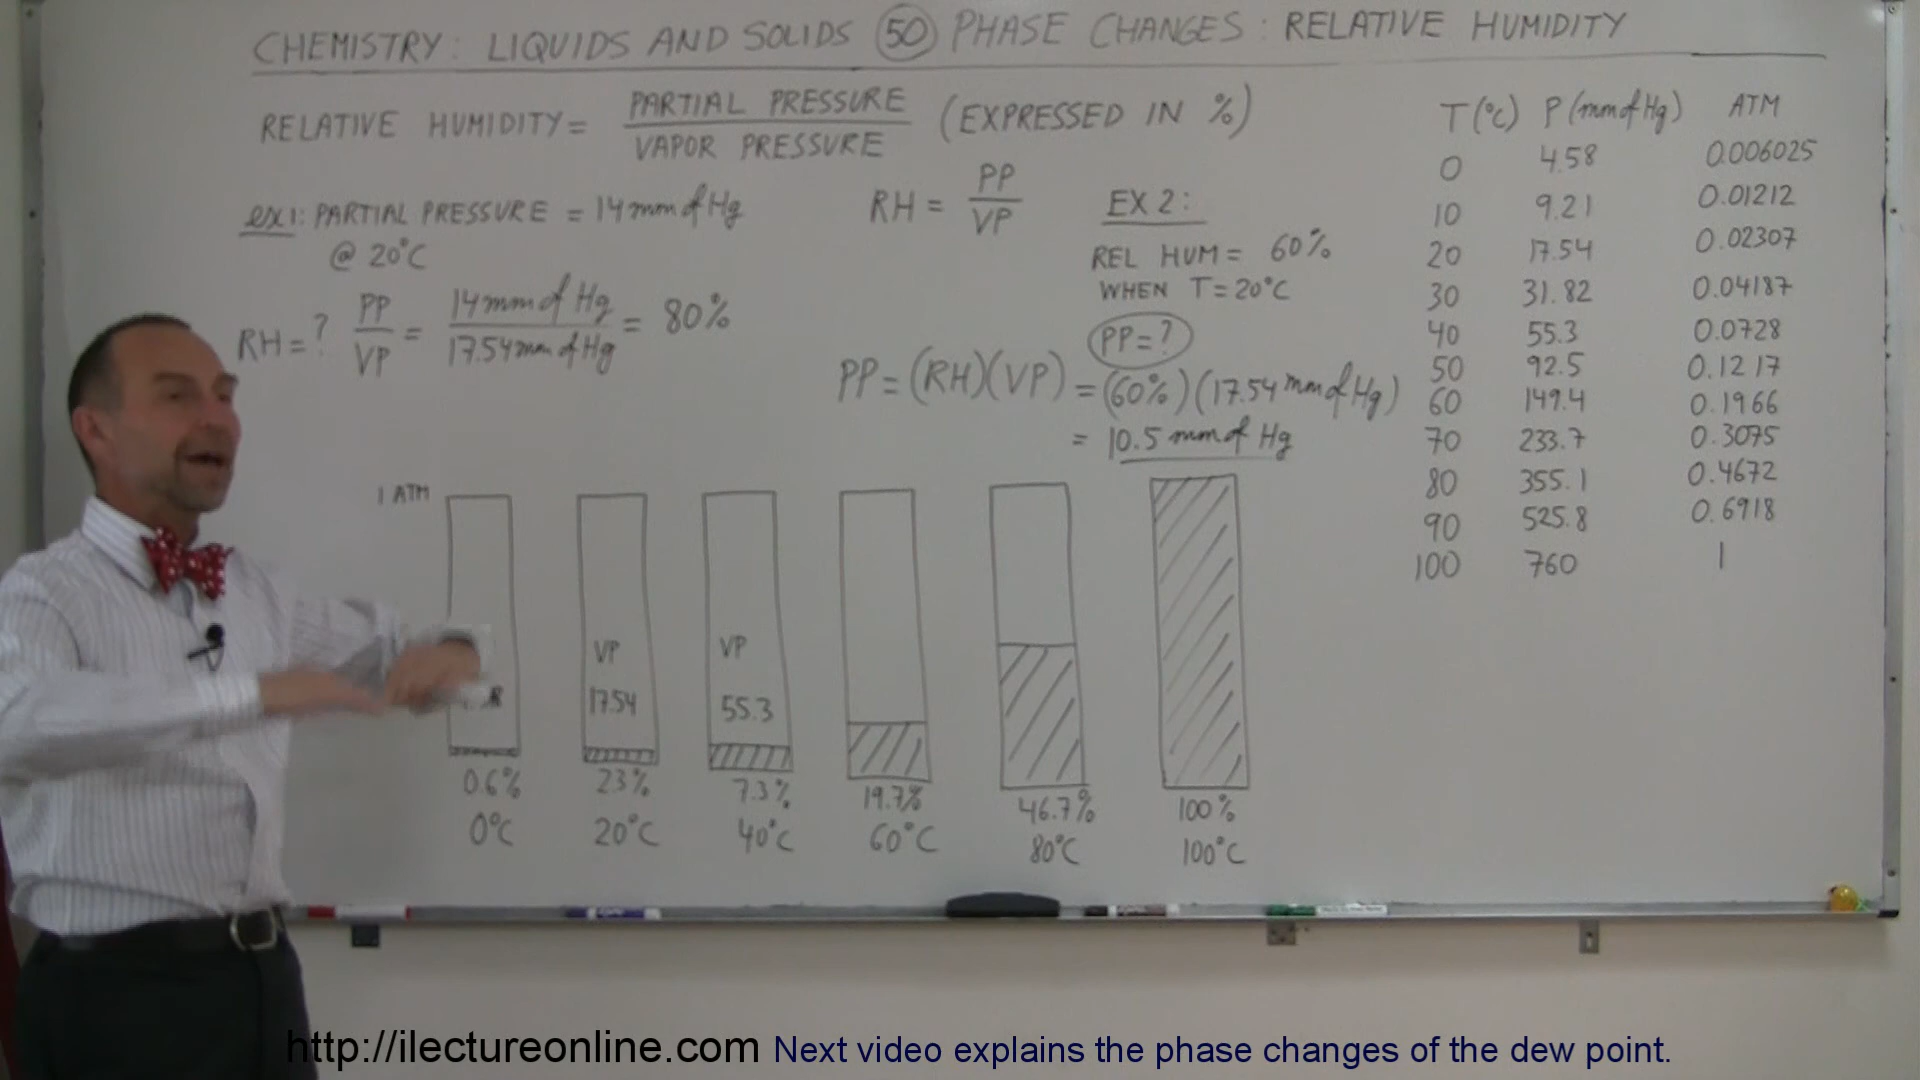 CHEMISTRY: LIQUIDS AND SOLIDS 50 PHASE CHANGES: RELATIVE HUMIDITY
RELATIVE HUMIDITY = PARTIAL PRESSURE / VAPOR PRESSURE (EXPRESSED IN %)
ex1: PARTIAL PRESSURE = 14 mm of Hg
@ 20°C
RH = ? PP / VP = 14 mm of Hg / 17.54 mm of Hg = 80%
RH = PP / VP
EX 2:
REL HUM = 60%
WHEN T = 20°C
PP = ?
PP = (RH)(VP) = (60%)(17.54 mm of Hg)
= 10.5 mm of Hg
T(°C) P(mm of Hg) ATM
0 4.58 0.006025
10 9.21 0.01212
20 17.54 0.02307
30 31.82 0.04187
40 55.3 0.0728
50 92.5 0.1217
60 149.4 0.1966
70 233.7 0.3075
80 355.1 0.4672
90 525.8 0.6918
100 760 1
1 ATM
VP VP
17.54 55.3
0.6% 23% 7.3% 19.7% 46.7% 100%
0°C 20°C 40°C 60°C 80°C 100°C
http://ilectureonline.com Next video explains the phase changes of the dew point.